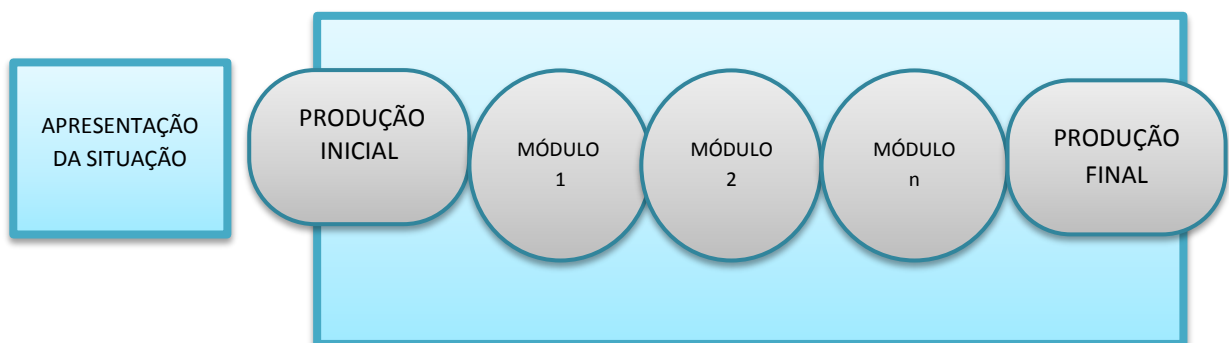 APRESENTAÇÃO
DA SITUAÇÃO
PRODUÇÃO
INICIAL
MÓDULO
1
MÓDULO
2
MÓDULO
n
PRODUÇÃO
FINAL